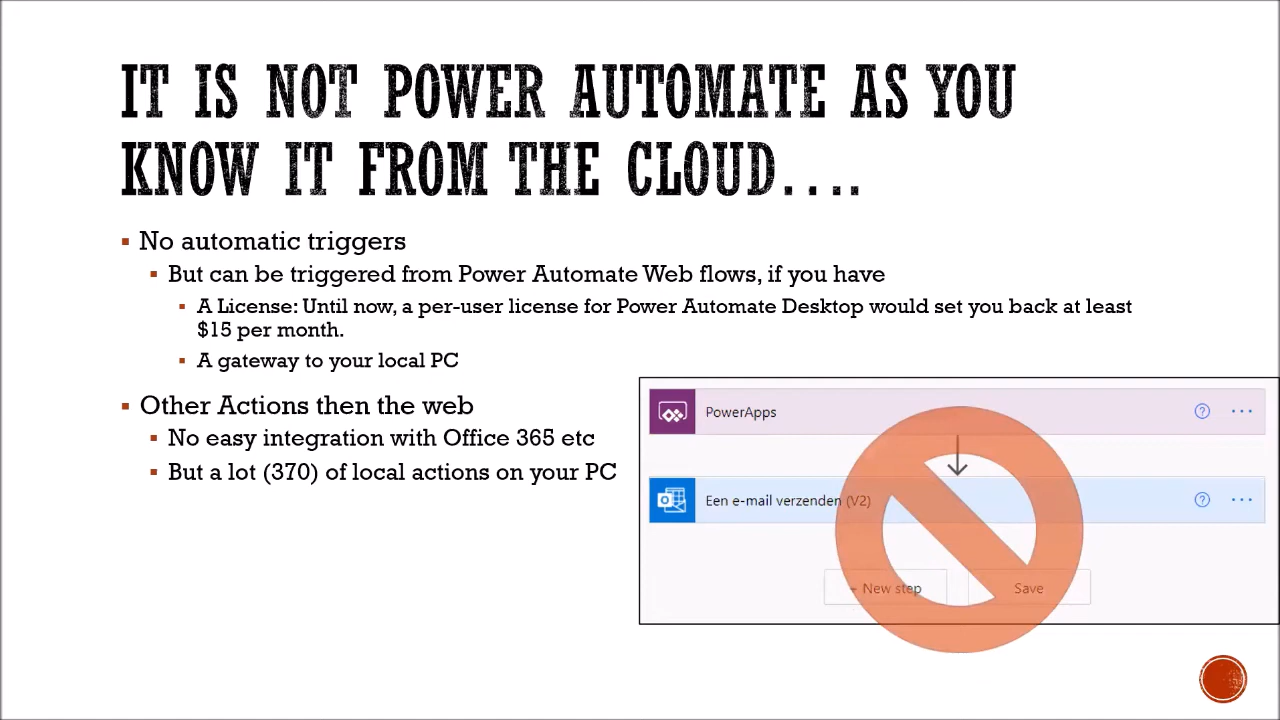 IT IS NOT POWER AUTOMATE AS YOU
KNOW IT FROM THE CLOUD....
No automatic triggers
But can be triggered from Power Automate Web flows, if you have
A License: Until now, a per-user license for Power Automate Desktop would set you back at least
$15 per month.
A gateway to your local PC
Other Actions then the web
No easy integration with Office 365 etc
But a lot (370) of local actions on your PC
PowerApps
Een e-mail verzenden (V2)
+ New step
Save